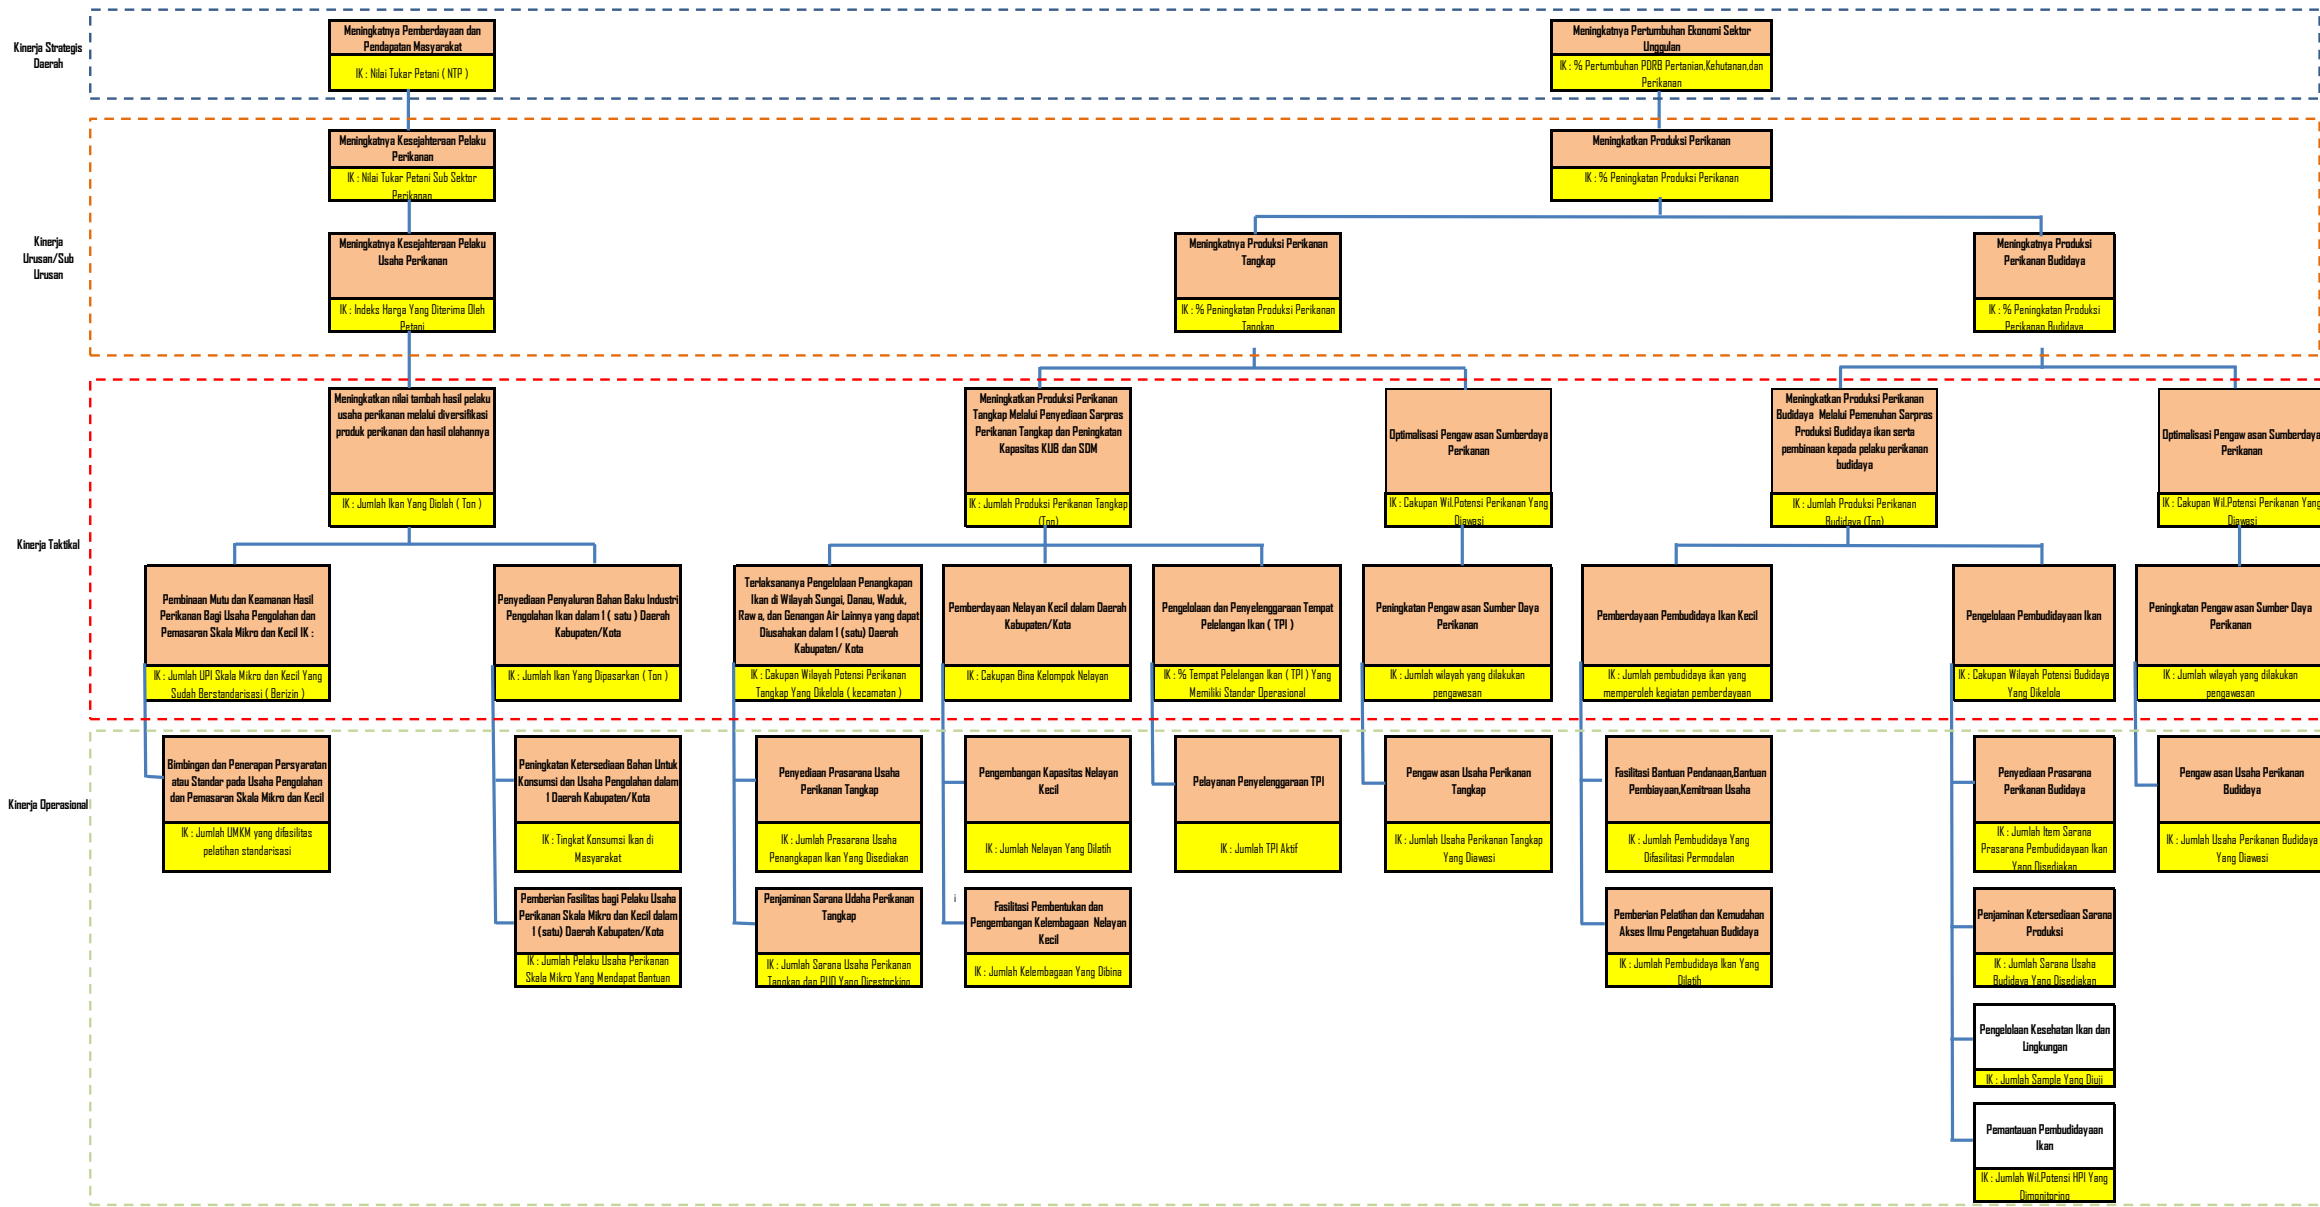 Kinerja Strategis
Daerah
Meningkatnya Pemberdayaan dan
Pendapatan Masyarakat
IK : Nilai Tukar Petani ( NTP )
Meningkatnya Pertumbuhan Ekonomi Sektor
Unggulan
IK : % Pertumbuhan PDRB Pertanian,Kehutanan,dan
Perikanan
Kinerja
Urusan/Sub
Urusan
Meningkatnya Kesejahteraan Pelaku
Perikanan
IK : Nilai Tukar Petani Sub Sektor
Perikanan
Meningkatkan Produksi Perikanan
IK : % Peningkatan Produksi Perikanan
Meningkatnya Kesejahteraan Pelaku
Usaha Perikanan
IK : Indeks Harga Yang Diterima Oleh
Petani
Meningkatnya Produksi Perikanan
Tangkap
IK : % Peningkatan Produksi Perikanan
Tangkap
Meningkatnya Produksi
Perikanan Budidaya
IK : % Peningkatan Produksi
Perikanan Budidaya
Kinerja Taktikal
Meningkatkan nilai tambah hasil pelaku
usaha perikanan melalui diversifikasi
produk perikanan dan hasil olahannya
IK : Jumlah Ikan Yang Diolah ( Ton )
Meningkatkan Produksi Perikanan
Tangkap Melalui Penyediaan Sarpras
Perikanan Tangkap dan Peningkatan
Kapasitas KUB dan SDM
IK : Jumlah Produksi Perikanan Tangkap
(Ton)
Optimalisasi Pengaw asan Sumberdaya
Perikanan
IK : Cakupan Wil.Potensi Perikanan Yang
Diawasi
Meningkatkan Produksi Perikanan
Budidaya Melalui Pemenuhan Sarpras
Produksi Budidaya ikan serta
pembinaan kepada pelaku perikanan
budidaya
IK : Jumlah Produksi Perikanan
Budidaya (Ton)
Optimalisasi Pengaw asan Sumberdaya
Perikanan
IK : Cakupan Wil.Potensi Perikanan Yang
Diawasi
Pembinaan Mutu dan Keamanan Hasil
Perikanan Bagi Usaha Pengolahan dan
Pemasaran Skala Mikro dan Kecil IK :
IK : Jumlah UPI Skala Mikro dan Kecil Yang
Sudah Berstandarisasi ( Berizin )
Penyediaan Penyaluran Bahan Baku Industri
Pengolahan Ikan dalam 1 ( satu ) Daerah
Kabupaten/Kota
IK : Jumlah Ikan Yang Dipasarkan ( Ton )
Terlaksananya Pengelolaan Penangkapan
Ikan di Wilayah Sungai, Danau, Waduk,
Raw a, dan Genangan Air Lainnya yang dapat
Diusahakan dalam 1 (satu) Daerah
Kabupaten/ Kota
IK : Cakupan Wilayah Potensi Perikanan
Tangkap Yang Dikelola ( kecamatan )
Pemberdayaan Nelayan Kecil dalam Daerah
Kabupaten/Kota
IK : Cakupan Bina Kelompok Nelayan
Pengelolaan dan Penyelenggaraan Tempat
Pelelangan Ikan ( TPI )
IK : % Tempat Pelelangan Ikan ( TPI ) Yang
Memiliki Standar Operasional
Peningkatan Pengaw asan Sumber Daya
Perikanan
IK : Jumlah wilayah yang dilakukan
pengawasan
Pemberdayaan Pembudidaya Ikan Kecil
IK : Jumlah pembudidaya ikan yang
memperoleh kegiatan pemberdayaan
Pengelolaan Pembudidayaan Ikan
IK : Cakupan Wilayah Potensi Budidaya
Yang Dikelola
Peningkatan Pengaw asan Sumber Daya
Perikanan
IK : Jumlah wilayah yang dilakukan
pengawasan
Kinerja Operasional
Bimbingan dan Penerapan Persyaratan
atau Standar pada Usaha Pengolahan
dan Pemasaran Skala Mikro dan Kecil
IK : Jumlah UMKM yang difasilitas
pelatihan standarisasi
Peningkatan Ketersediaan Bahan Untuk
Konsumsi dan Usaha Pengolahan dalam
1 Daerah Kabupaten/Kota
IK : Tingkat Konsumsi Ikan di
Masyarakat
Penyediaan Prasarana Usaha
Perikanan Tangkap
IK : Jumlah Prasarana Usaha
Penangkapan Ikan Yang Disediakan
Pengembangan Kapasitas Nelayan
Kecil
IK : Jumlah Nelayan Yang Dilatih
Pelayanan Penyelenggaraan TPI
IK : Jumlah TPI Aktif
Pengaw asan Usaha Perikanan
Tangkap
IK : Jumlah Usaha Perikanan Tangkap
Yang Diawasi
Fasilitasi Bantuan Pendanaan,Bantuan
Pembiayaan,Kemitraan Usaha
IK : Jumlah Pembudidaya Yang
Difasilitasi Permodalan
Penyediaan Prasarana
Perikanan Budidaya
IK : Jumlah Item Sarana
Prasarana Pembudidayaan Ikan
Yang Disediakan
Pengaw asan Usaha Perikanan
Budidaya
IK : Jumlah Usaha Perikanan Budidaya
Yang Diawasi
Pemberian Fasilitas bagi Pelaku Usaha
Perikanan Skala Mikro dan Kecil dalam
1 (satu) Daerah Kabupaten/Kota
IK : Jumlah Pelaku Usaha Perikanan
Skala Mikro Yang Mendapat Bantuan
Penjaminan Sarana Udaha Perikanan
Tangkap
IK : Jumlah Sarana Usaha Perikanan
Tangkap dan PUD Yang Direstocking
i
Fasilitasi Pembentukan dan
Pengembangan Kelembagaan Nelayan
Kecil
IK : Jumlah Kelembagaan Yang Dibina
Pemberian Pelatihan dan Kemudahan
Akses Ilmu Pengetahuan Budidaya
IK : Jumlah Pembudidaya Ikan Yang
Dilatih
Penjaminan Ketersediaan Sarana
Produksi
IK : Jumlah Sarana Usaha
Budidaya Yang Disediakan
Pengelolaan Kesehatan Ikan dan
Lingkungan
IK : Jumlah Sample Yang Diuji
Pemantauan Pembudidayaan
Ikan
IK : Jumlah Wil.Potensi HPI Yang
Dimonitoring